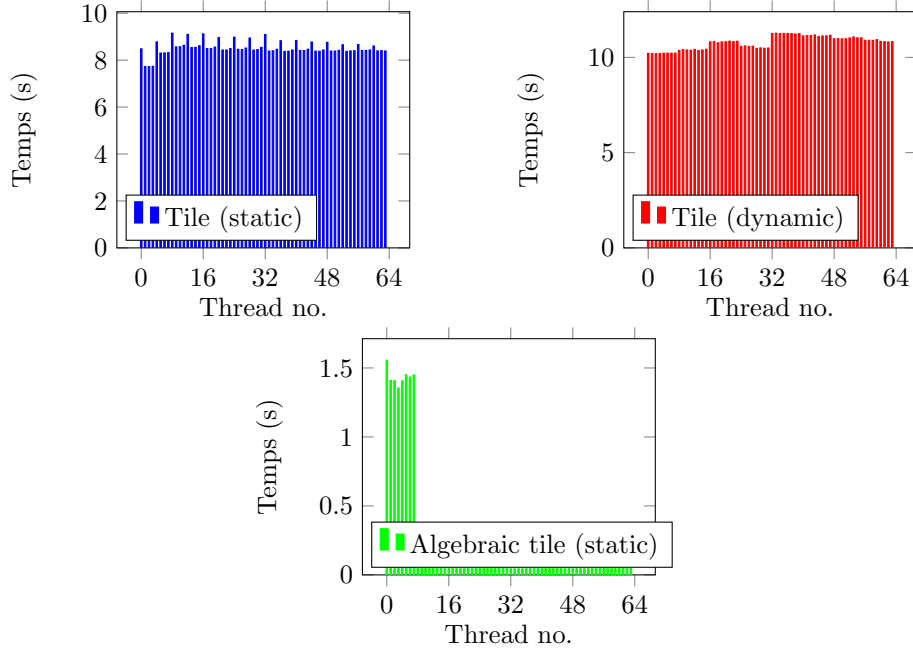 10
8
6
4
2
0
Temps (s)
Tile (static)
0 16 32 48 64
Thread no.
10
5
0
Temps (s)
Tile (dynamic)
0 16 32 48 64
Thread no.
1.5
1
0.5
0
Temps (s)
Algebraic tile (static)
0 16 32 48 64
Thread no.